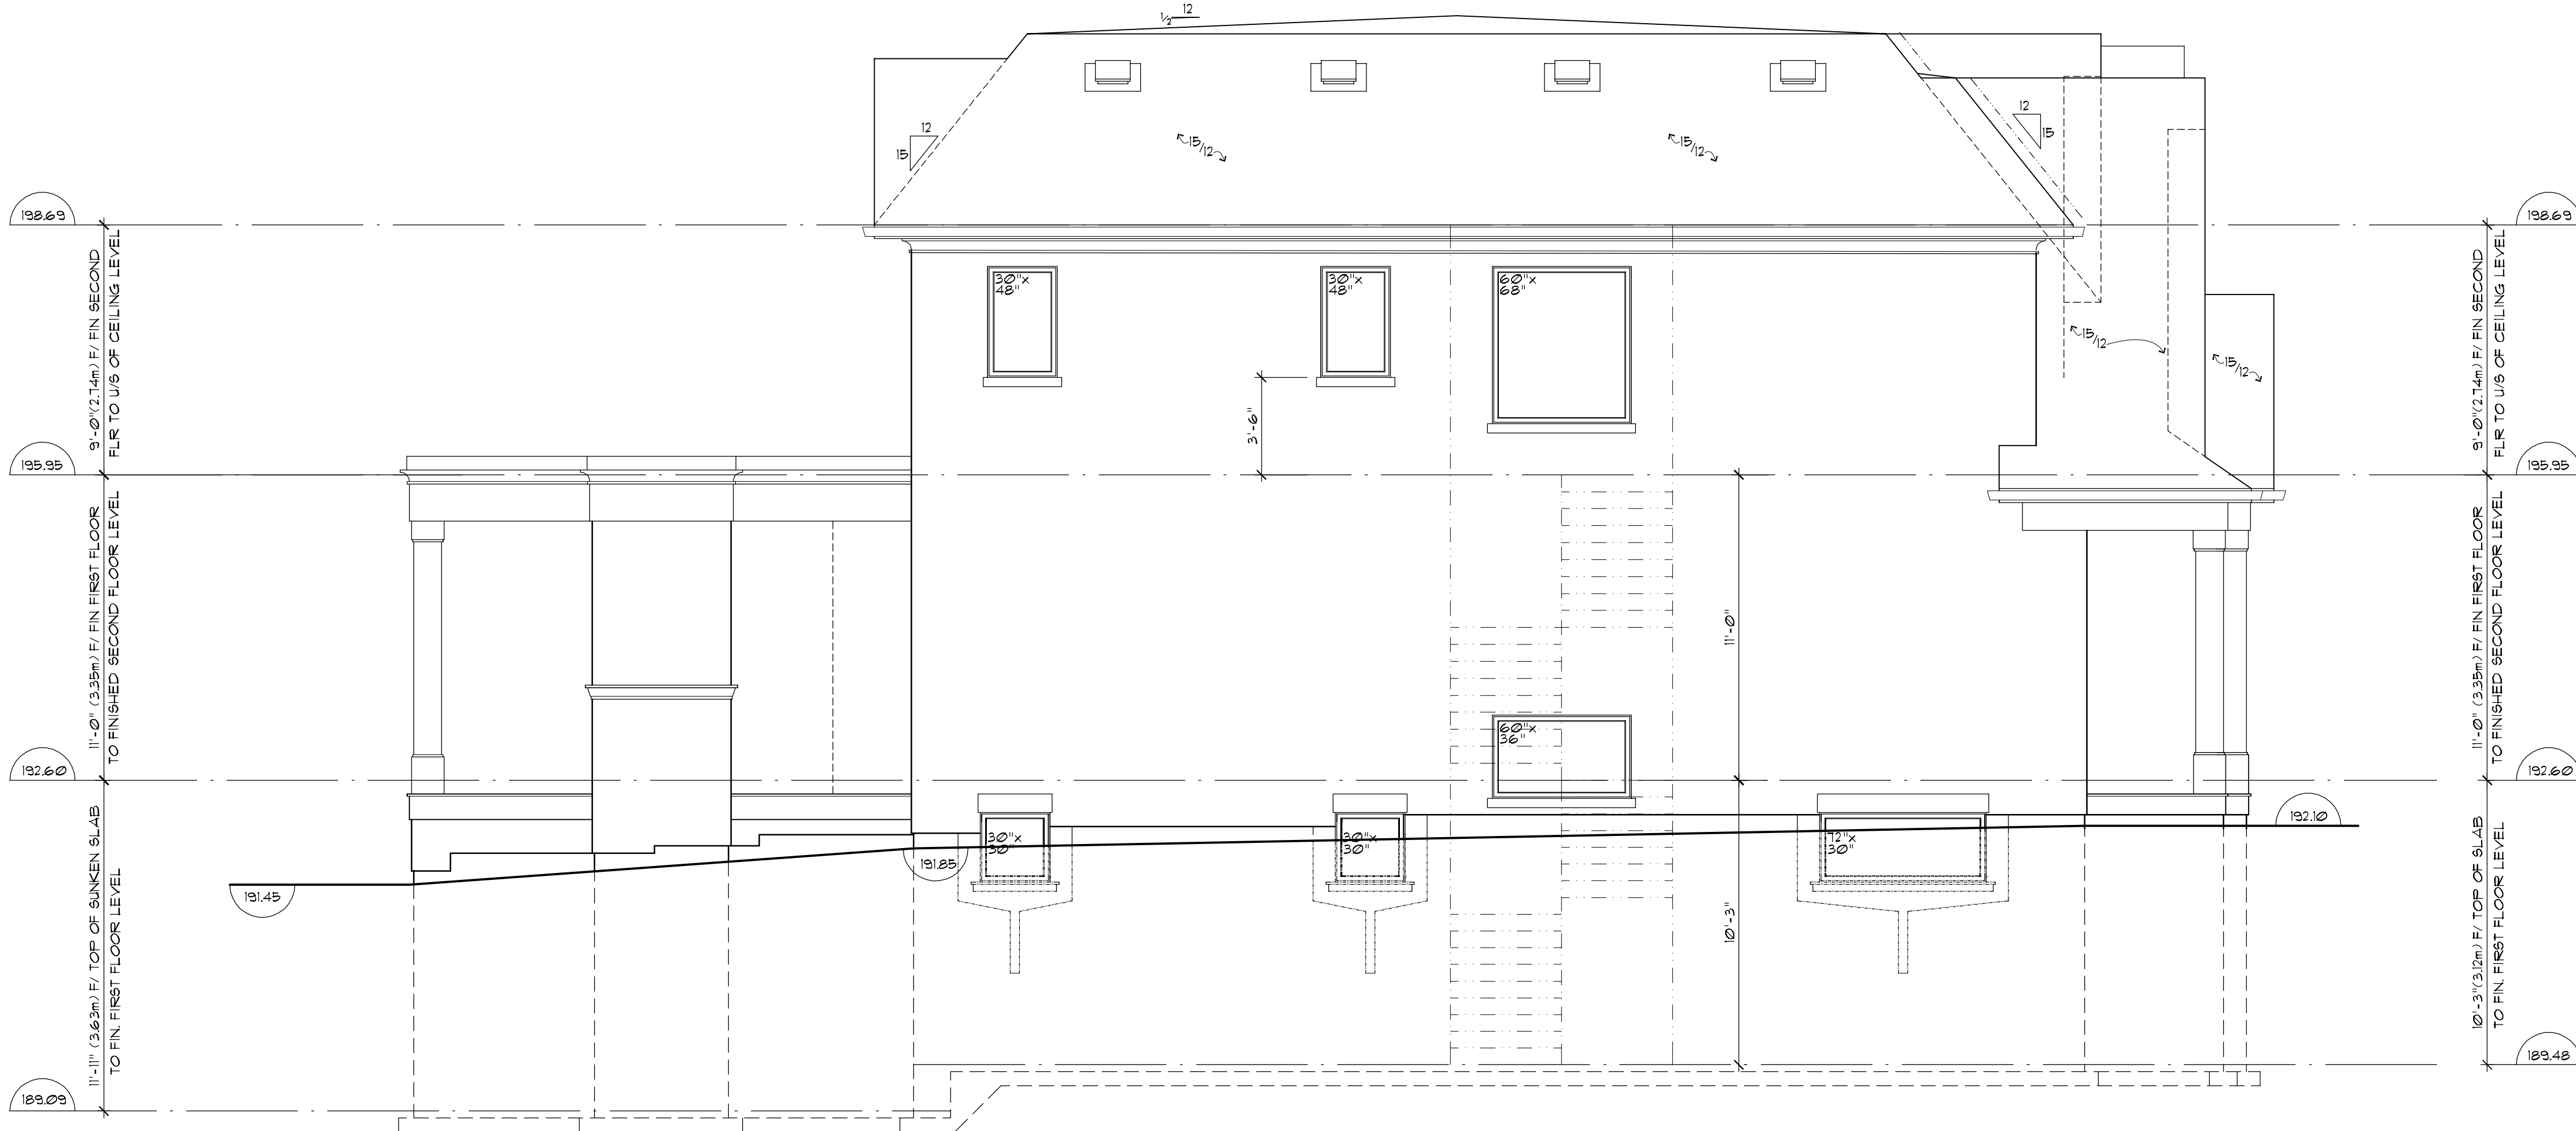 12
1/2
12
15
15/12
15/12
12
15
198.69
198.69
9'-0"(2.74m) F/ FIN SECOND
FLR TO U/S OF CEILING LEVEL
30"x
48"
30"x
48"
60"x
68"
15/12
15/12
9'-0"(2.74m) F/ FIN SECOND
FLR TO U/S OF CEILING LEVEL
3'-6"
195.95
195.95
11'-0" (3.35m) F/ FIN FIRST FLOOR
TO FINISHED SECOND FLOOR LEVEL
11'-0"
11'-0" (3.35m) F/ FIN FIRST FLOOR
TO FINISHED SECOND FLOOR LEVEL
60"x
36"
192.60
192.60
11'-11" (3.63m) F/ TOP OF SUNKEN SLAB
TO FIN. FIRST FLOOR LEVEL
191.45
191.85
30"x
30"
30"x
30"
72"x
30"
192.10
10'-3"
10'-3"(3.12m) F/ TOP OF SLAB
TO FIN. FIRST FLOOR LEVEL
189.48
189.09